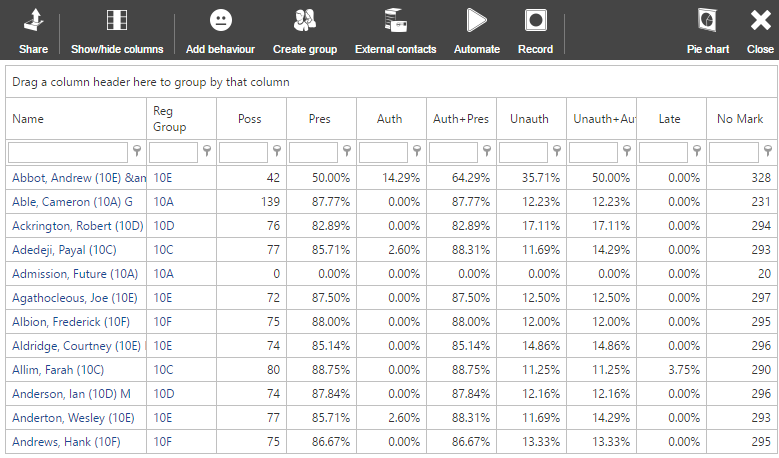 Share Show/hide columns Add behaviour Create group External contacts Automate Record Pie chart Close
Drag a column header here to group by that column
Name Reg Group Poss Pres Auth Auth+Pres Unauth Unauth+Aut Late No Mark
Abbot, Andrew (10E) &am 10E 42 50.00% 14.29% 64.29% 35.71% 50.00% 0.00% 328
Able, Cameron (10A) G 10A 139 87.77% 0.00% 87.77% 12.23% 12.23% 0.00% 231
Ackrington, Robert (10D) 10D 76 82.89% 0.00% 82.89% 17.11% 17.11% 0.00% 294
Adedeji, Payal (10C) 10C 77 85.71% 2.60% 88.31% 11.69% 14.29% 0.00% 293
Admission, Future (10A) 10A 0 0.00% 0.00% 0.00% 0.00% 0.00% 0.00% 20
Agathocleous, Joe (10E) 10E 72 87.50% 0.00% 87.50% 12.50% 12.50% 0.00% 297
Albion, Frederick (10F) 10F 75 88.00% 0.00% 88.00% 12.00% 12.00% 0.00% 295
Aldridge, Courtney (10E) 10E 74 85.14% 0.00% 85.14% 14.86% 14.86% 0.00% 296
Allim, Farah (10C) 10C 80 88.75% 0.00% 88.75% 11.25% 11.25% 3.75% 290
Anderson, Ian (10D) M 10D 74 87.84% 0.00% 87.84% 12.16% 12.16% 0.00% 296
Anderton, Wesley (10E) 10E 77 85.71% 2.60% 88.31% 11.69% 14.29% 0.00% 293
Andrews, Hank (10F) 10F 75 86.67% 0.00% 86.67% 13.33% 13.33% 0.00% 295